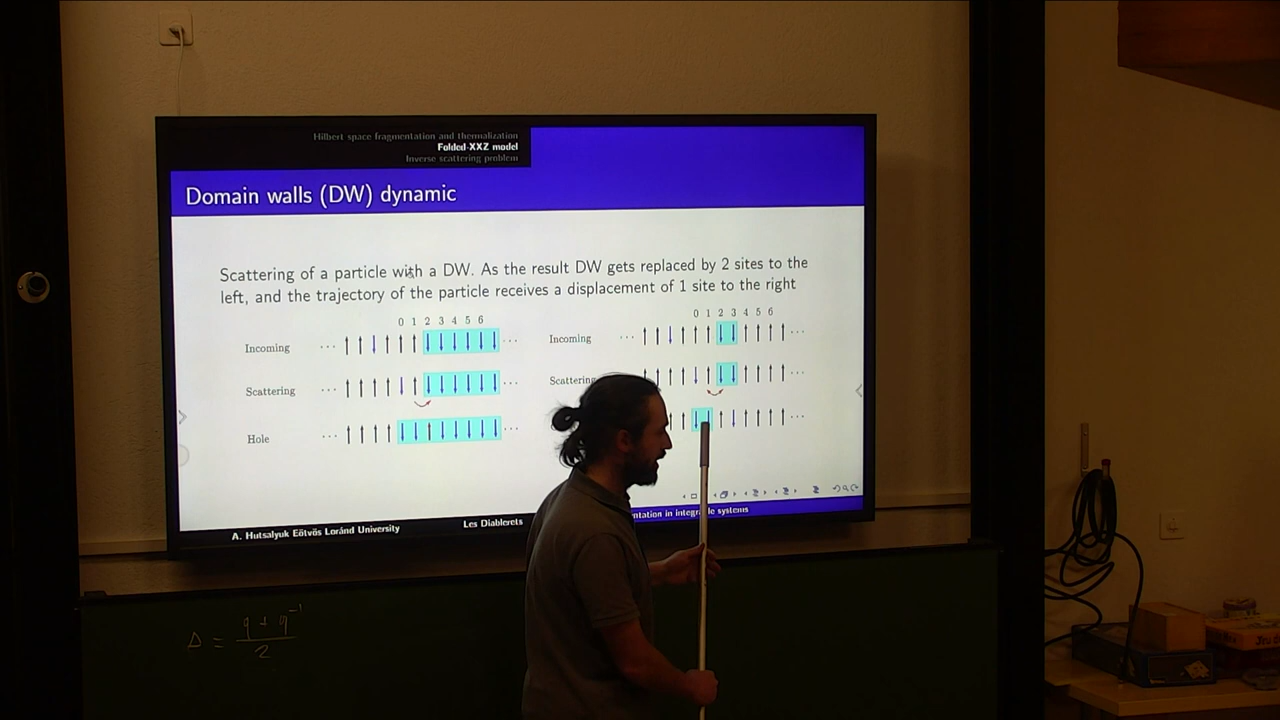 Hilbert space fragmentation and thermalization
Folded-XXZ model
Inverse scattering problem
Domain walls (DW) dynamic
Scattering of a particle with a DW. As the result DW gets replaced by 2 sites to the
left, and the trajectory of the particle receives a displacement of 1 site to the right
0 1 2 3 4 5 6
Incoming
Scattering
Hole
0 1 2 3 4 5 6
Incoming
Scattering
A. Hutsalyuk Eötvös Loránd University
Les Diablerets
ntation in integrable systems
Δ = q + q⁻¹
2